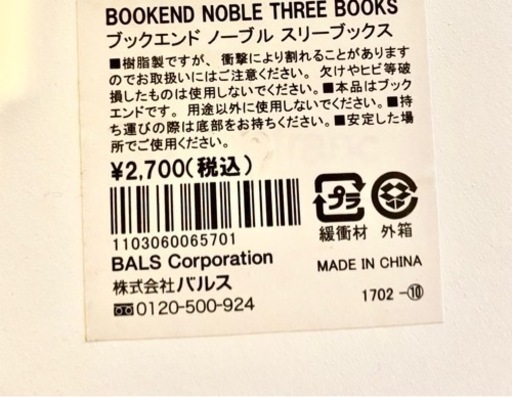 BOOKEND NOBLE THREE BOOKS
ブックエンド ノーブル スリーブックス
■樹脂製ですが、衝撃により割れることがあります
のでお取扱いにはご注意ください。欠けやヒビ等破
損したものは使用しないでください。■本品はブック
エンドです。用途以外に使用しないでください。■持
ち運びの際は底部をお持ちください。■安定した場
所でご使用ください。
¥2,700(税込)
プラ
緩衝材 外箱
1103060065701
BALS Corporation
MADE IN CHINA
株式会社バルス
0120-500-924
1702 -⑩